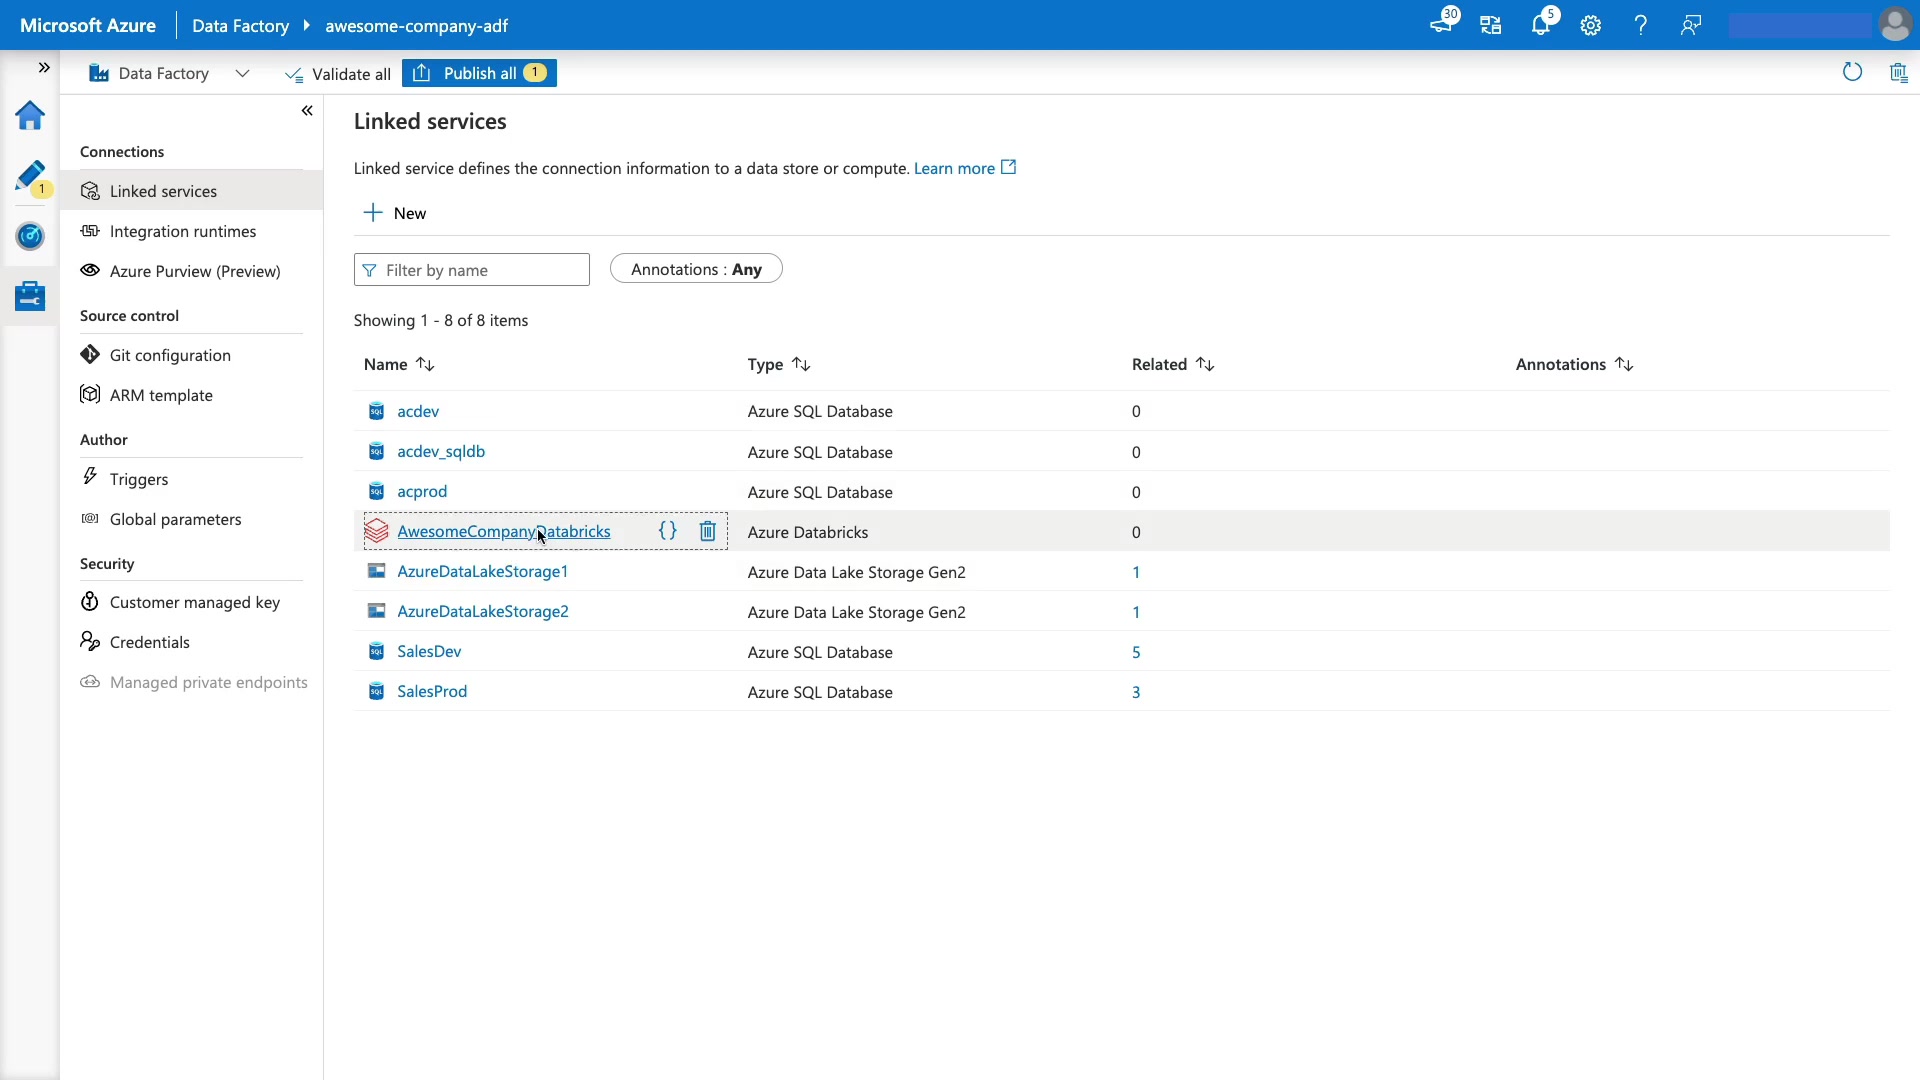 Microsoft Azure
Data Factory
awesome-company-adf
30
5
Data Factory
Validate all
Publish all 1
Linked services
Connections
Linked service defines the connection information to a data store or compute. Learn more
1
Linked services
New
Integration runtimes
Azure Purview (Preview)
Filter by name
Annotations : Any
Source control
Showing 1 - 8 of 8 items
Git configuration
Name Type Related Annotations
ARM template
acdev Azure SQL Database 0
Author
acdev_sqldb Azure SQL Database 0
Triggers
acprod Azure SQL Database 0
Global parameters
AwesomeCompanyDatabricks {} Azure Databricks 0
Security
AzureDataLakeStorage1 Azure Data Lake Storage Gen2 1
Customer managed key
AzureDataLakeStorage2 Azure Data Lake Storage Gen2 1
Credentials
SalesDev Azure SQL Database 5
Managed private endpoints
SalesProd Azure SQL Database 3